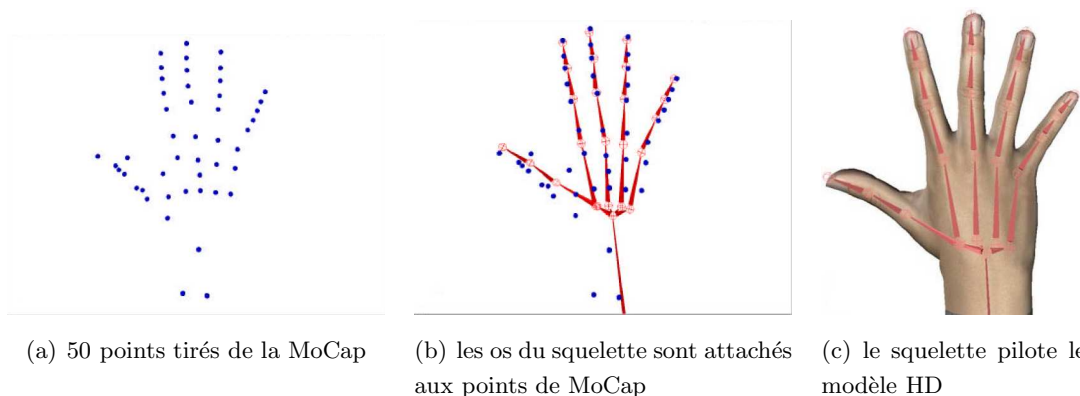 (a) 50 points tirés de la MoCap
(b) les os du squelette sont attachés
aux points de MoCap
(c) le squelette pilote le
modèle HD